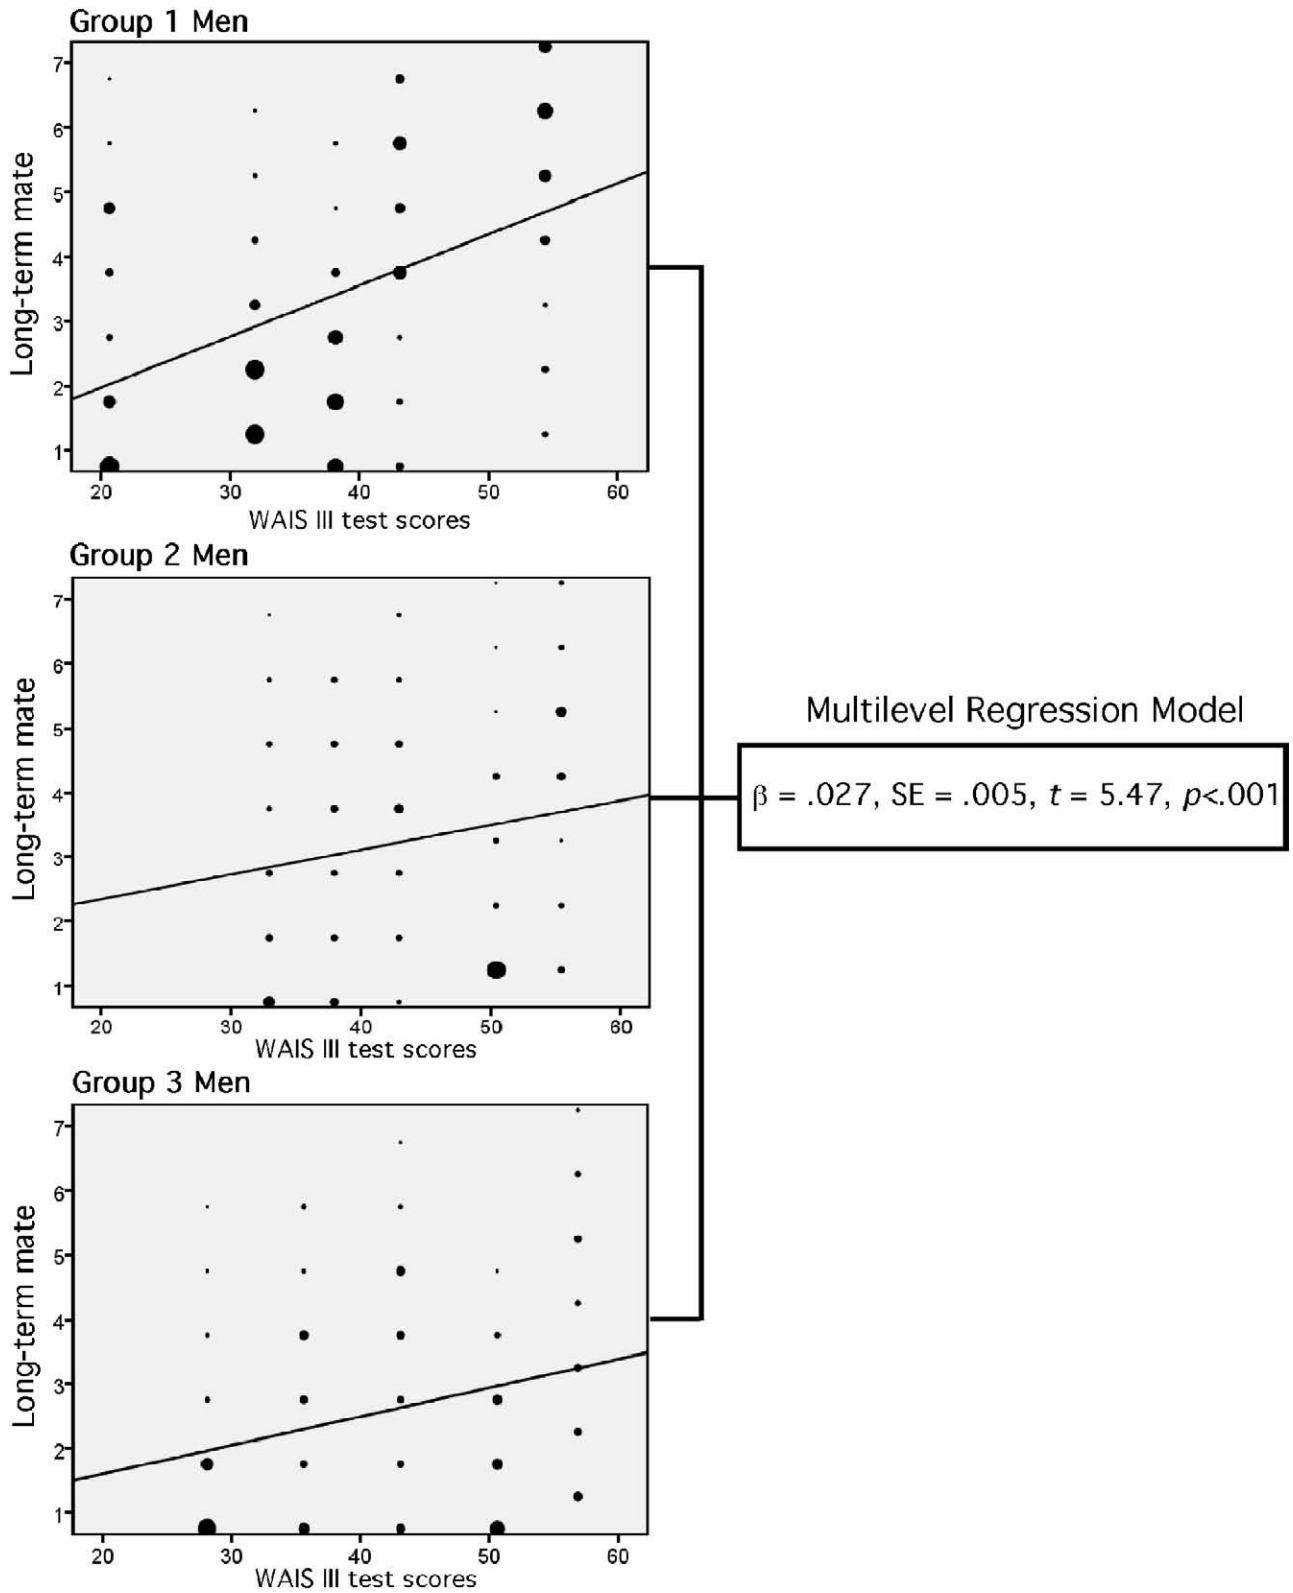 Group 1 Men
7
6
5
4
3
2
1
Long-term mate
20 30 40 50 60
WAIS III test scores
Group 2 Men
7
6
5
4
3
2
1
Long-term mate
20 30 40 50 60
WAIS III test scores
Group 3 Men
7
6
5
4
3
2
1
Long-term mate
20 30 40 50 60
WAIS III test scores
Multilevel Regression Model
β = .027, SE = .005, t = 5.47, p<.001